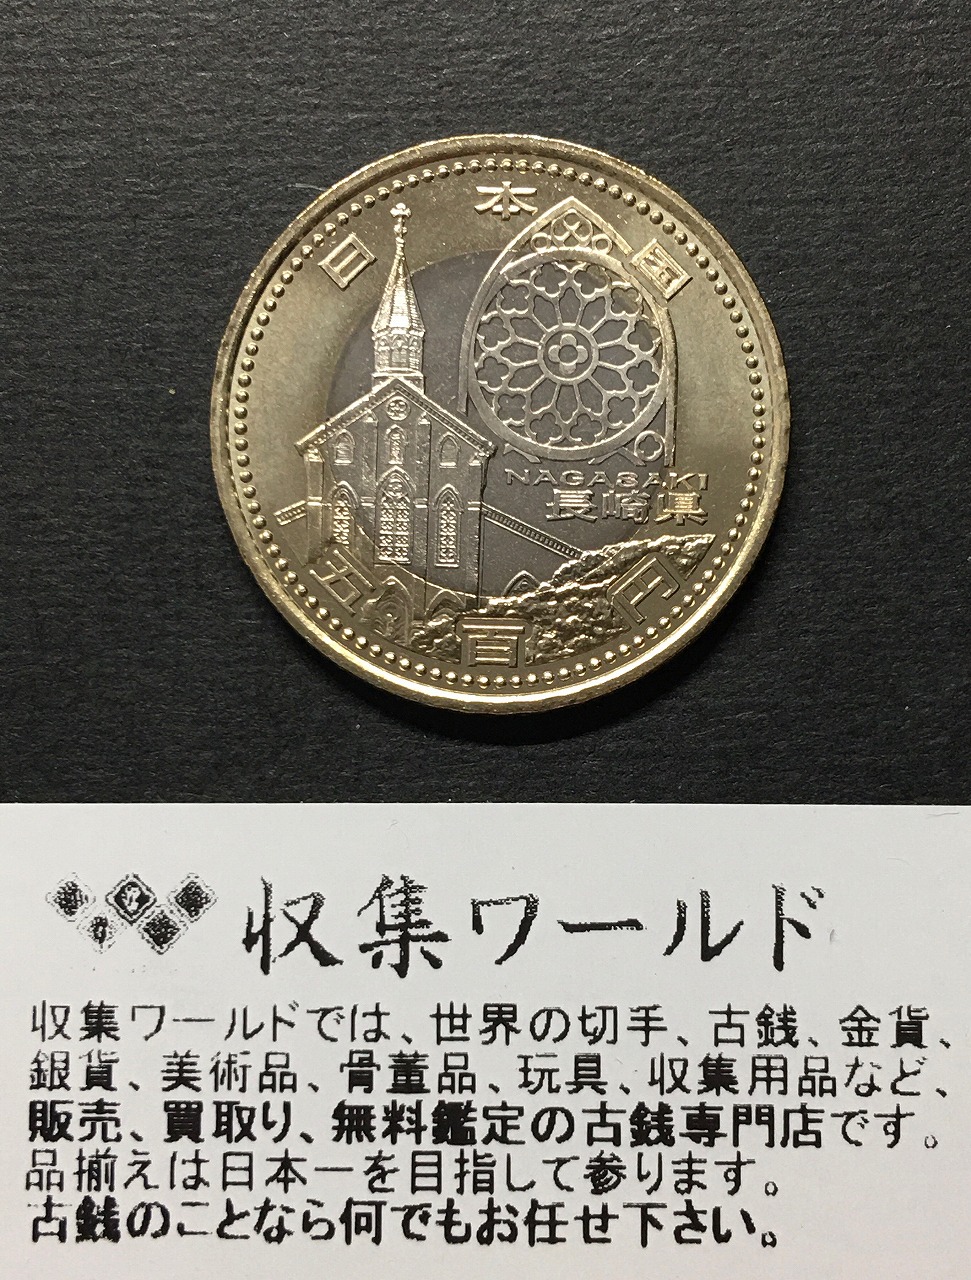 日本国
NAGASAKI
長崎県
五百円
収集ワールド
収集ワールドでは、世界の切手、古銭、金貨、
銀貨、美術品、骨董品、玩具、収集用品など、
販売、買取り、無料鑑定の古銭専門店です。
品揃えは日本一を目指して参ります。
古銭のことなら何でもお任せ下さい。